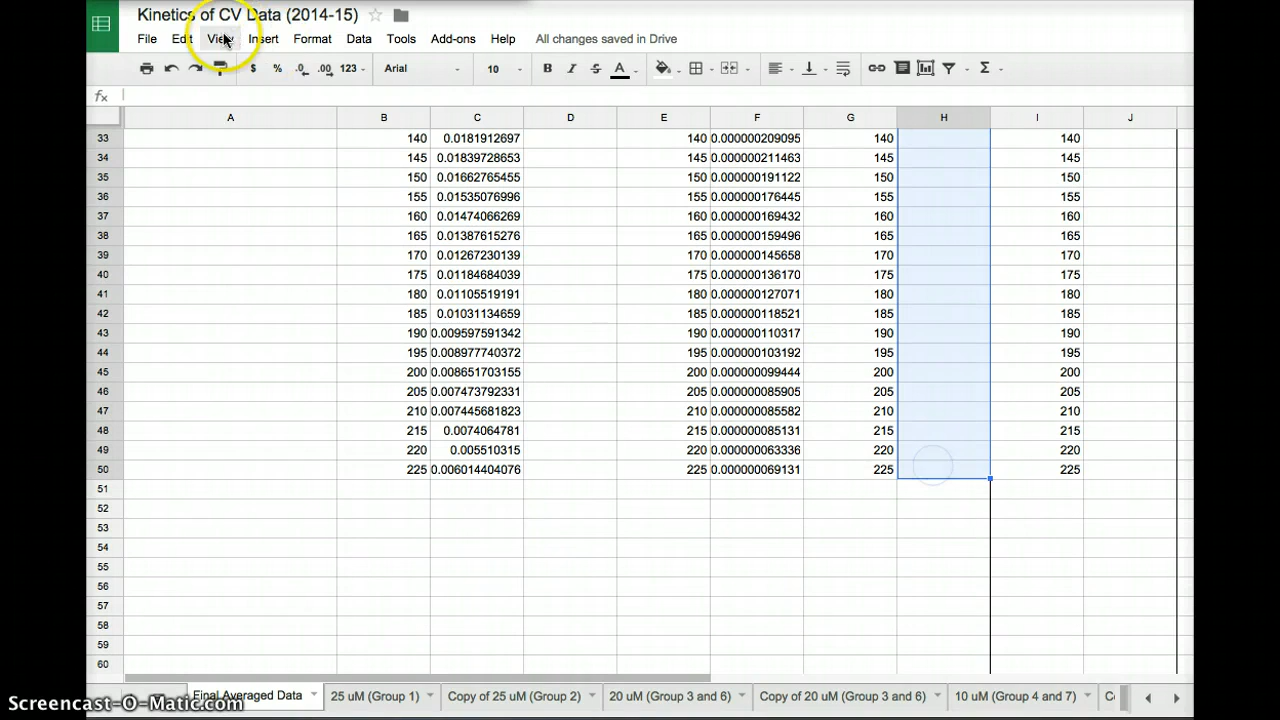 Kinetics of CV Data (2014-15)
File Edit View Insert Format Data Tools Add-ons Help All changes saved in Drive
$ % .0 .00 123 Arial 10 B I S A Σ
fx
A B C D E F G H I J
33 140 0.0181912697 140 0.000000209095 140 140
34 145 0.01839728653 145 0.000000211463 145 145
35 150 0.01662765455 150 0.000000191122 150 150
36 155 0.01535076996 155 0.000000176445 155 155
37 160 0.01474066269 160 0.000000169432 160 160
38 165 0.01387615276 165 0.000000159496 165 165
39 170 0.01267230139 170 0.000000145658 170 170
40 175 0.01184684039 175 0.000000136170 175 175
41 180 0.01105519191 180 0.000000127071 180 180
42 185 0.01031134659 185 0.000000118521 185 185
43 190 0.009597591342 190 0.000000110317 190 190
44 195 0.008977740372 195 0.000000103192 195 195
45 200 0.008651703155 200 0.000000099444 200 200
46 205 0.007473792331 205 0.000000085905 205 205
47 210 0.007445681823 210 0.000000085582 210 210
48 215 0.0074064781 215 0.000000085131 215 215
49 220 0.005510315 220 0.000000063336 220 220
50 225 0.006014404076 225 0.000000069131 225 225
51
52
53
54
55
56
57
58
59
60
Final Averaged Data 25 uM (Group 1) Copy of 25 uM (Group 2) 20 uM (Group 3 and 6) Copy of 20 uM (Group 3 and 6) 10 uM (Group 4 and 7)
Screencast-O-Matic.com